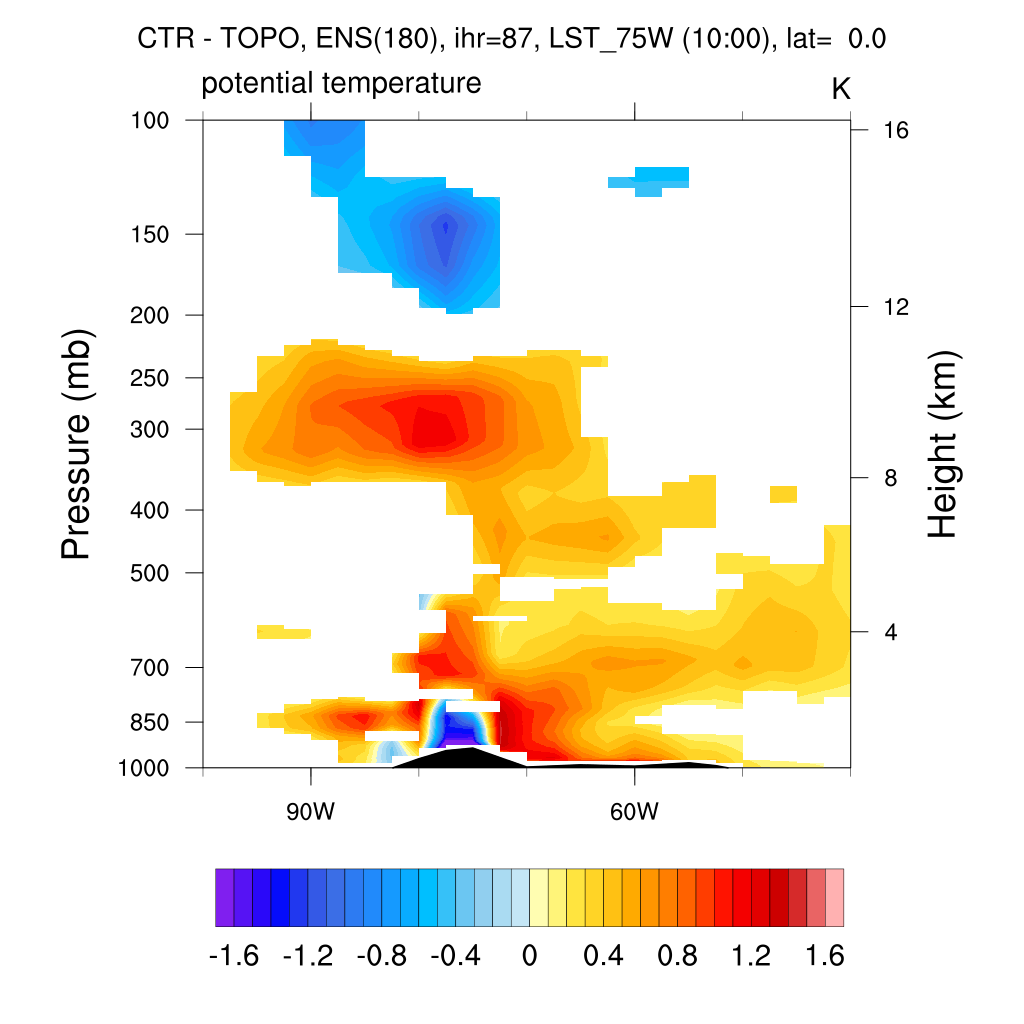 CTR - TOPO, ENS(180), ihr=87, LST_75W (10:00), lat=  0.0
potential temperature K
100
150
200
250
300
400
500
700
850
1000
Pressure (mb)
16
12
8
4
Height (km)
90W 60W
-1.6 -1.2 -0.8 -0.4 0 0.4 0.8 1.2 1.6